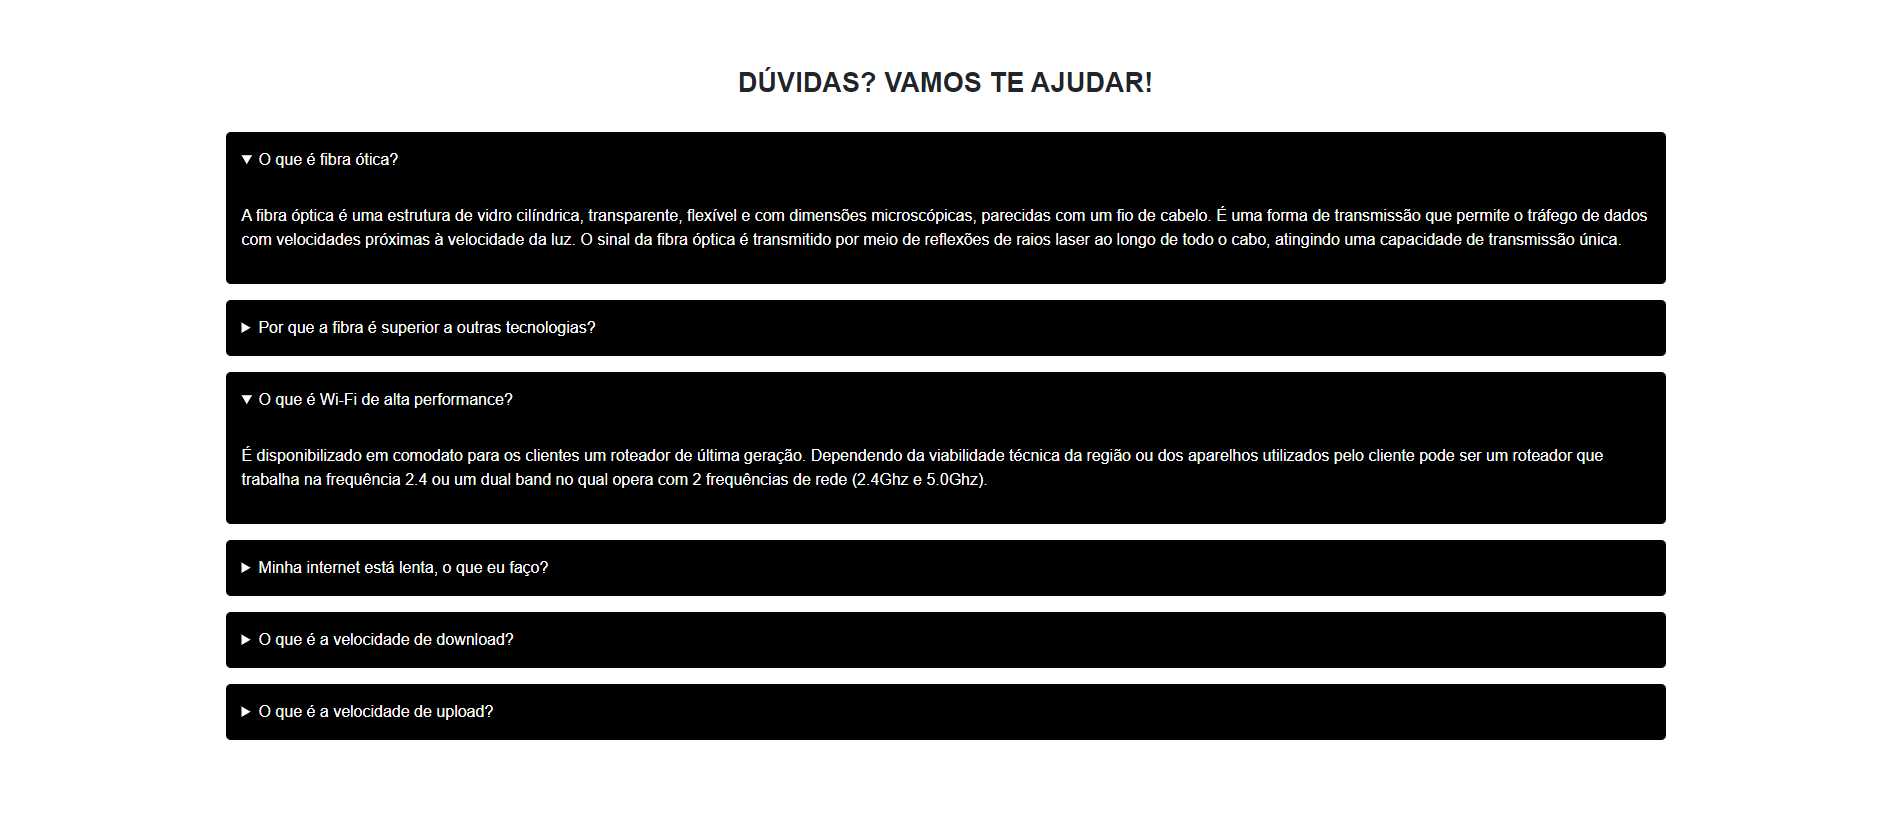 DÚVIDAS? VAMOS TE AJUDAR!
O que é fibra ótica?
A fibra óptica é uma estrutura de vidro cilíndrica, transparente, flexível e com dimensões microscópicas, parecidas com um fio de cabelo. É uma forma de transmissão que permite o tráfego de dados
com velocidades próximas à velocidade da luz. O sinal da fibra óptica é transmitido por meio de reflexões de raios laser ao longo de todo o cabo, atingindo uma capacidade de transmissão única.
Por que a fibra é superior a outras tecnologias?
O que é Wi-Fi de alta performance?
É disponibilizado em comodato para os clientes um roteador de última geração. Dependendo da viabilidade técnica da região ou dos aparelhos utilizados pelo cliente pode ser um roteador que
trabalha na frequência 2.4 ou um dual band no qual opera com 2 frequências de rede (2.4Ghz e 5.0Ghz).
Minha internet está lenta, o que eu faço?
O que é a velocidade de download?
O que é a velocidade de upload?